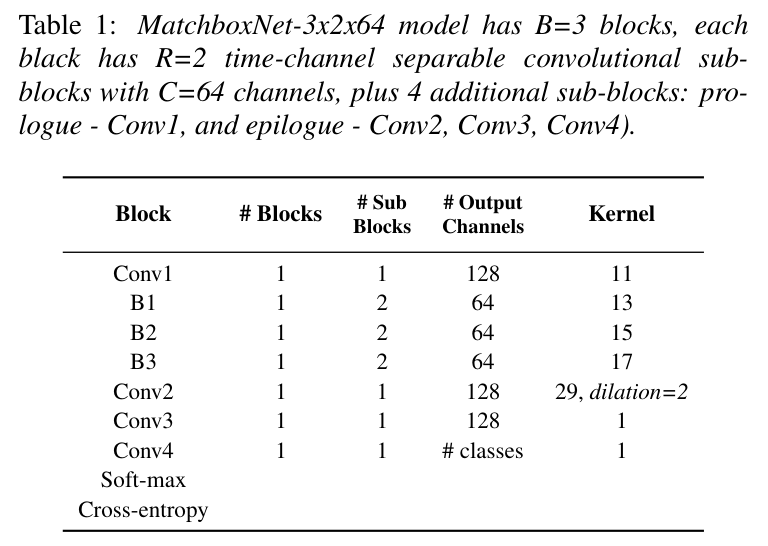 Table 1: MatchboxNet-3x2x64 model has B=3 blocks, each
black has R=2 time-channel separable convolutional sub-
blocks with C=64 channels, plus 4 additional sub-blocks: pro-
logue - Conv1, and epilogue - Conv2, Conv3, Conv4).
Block # Blocks # Sub Blocks # Output Channels Kernel
Conv1 1 1 128 11
B1 1 2 64 13
B2 1 2 64 15
B3 1 2 64 17
Conv2 1 1 128 29, dilation=2
Conv3 1 1 128 1
Conv4 1 1 # classes 1
Soft-max
Cross-entropy